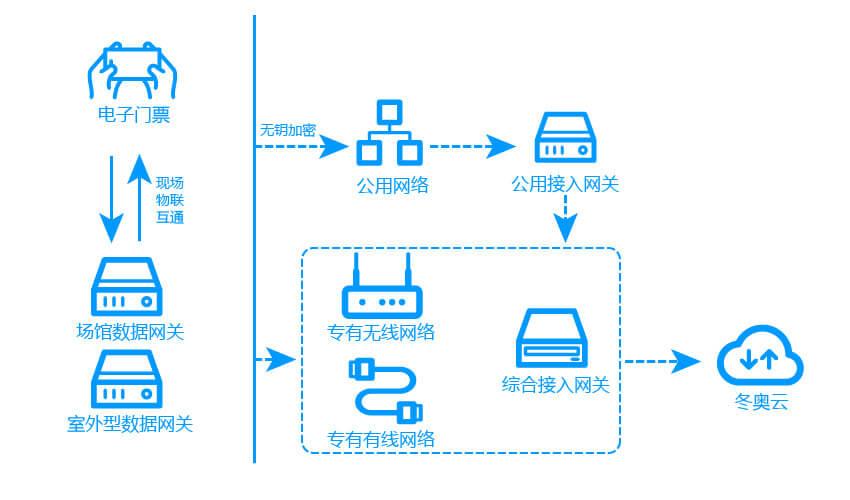 电子门票
现场
物联
互通
场馆数据网关
室外型数据网关
无钥加密
公用网络
公用接入网关
专有无线网络
专有有线网络
综合接入网关
冬奥云